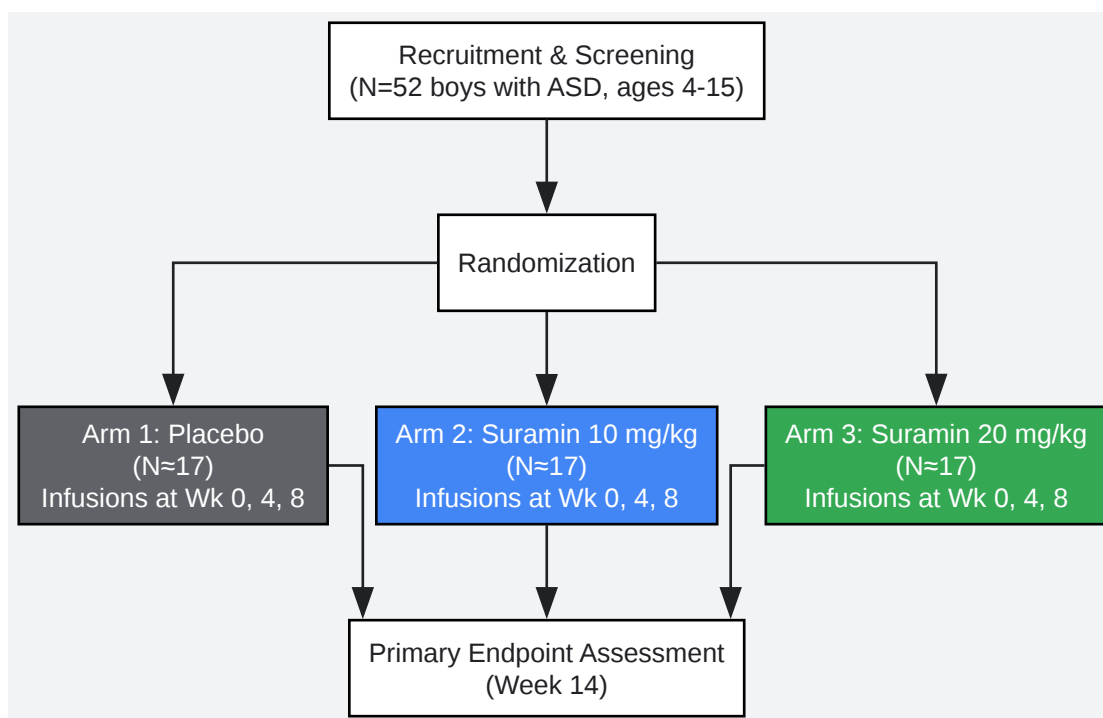 Recruitment & Screening
(N=52 boys with ASD, ages 4-15)
Randomization
Arm 1: Placebo
(N≈17)
Infusions at Wk 0, 4, 8
Arm 2: Suramin 10 mg/kg
(N≈17)
Infusions at Wk 0, 4, 8
Arm 3: Suramin 20 mg/kg
(N≈17)
Infusions at Wk 0, 4, 8
Primary Endpoint Assessment
(Week 14)